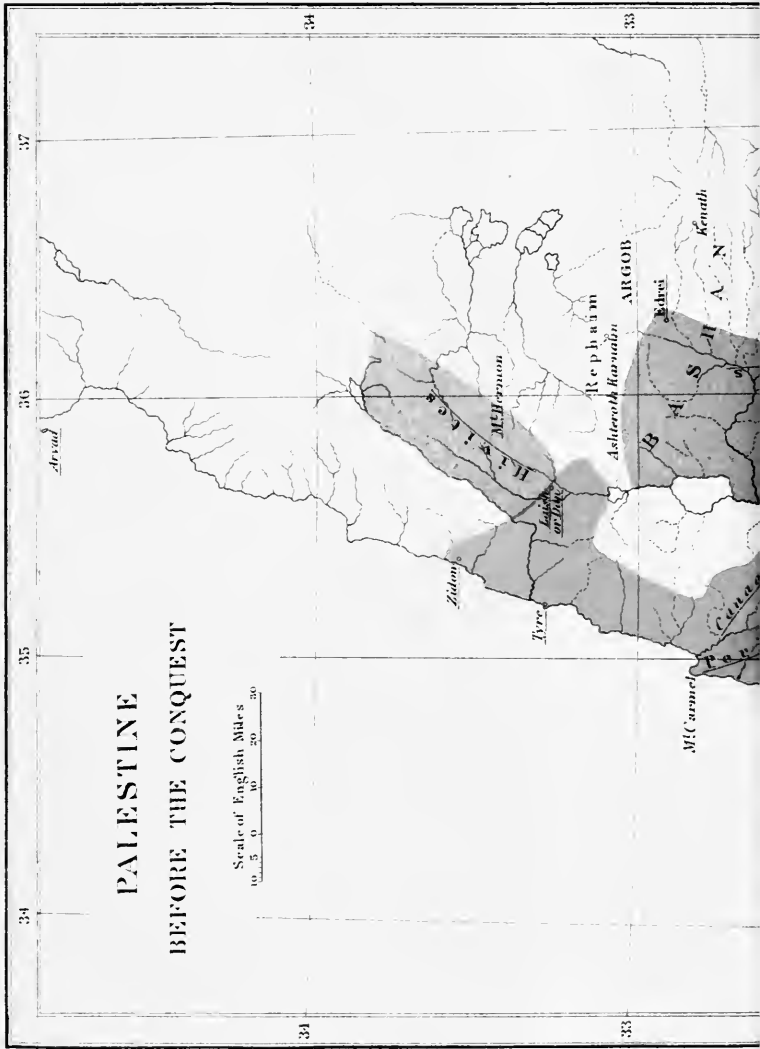 PALESTINE
BEFORE THE CONQUEST
Scale of English Miles
10 5 0 10 20 30
34
35
36
37
34
34
33
33
Arvad
Zidon
Tyre
Mt. Carmel
Hivites
Mt. Hermon
Laish
or Dan
Rephaim
Ashteroth Karnaim
ARGOB
Edrei
Kenath
BASHAN
Canaa
Per
s